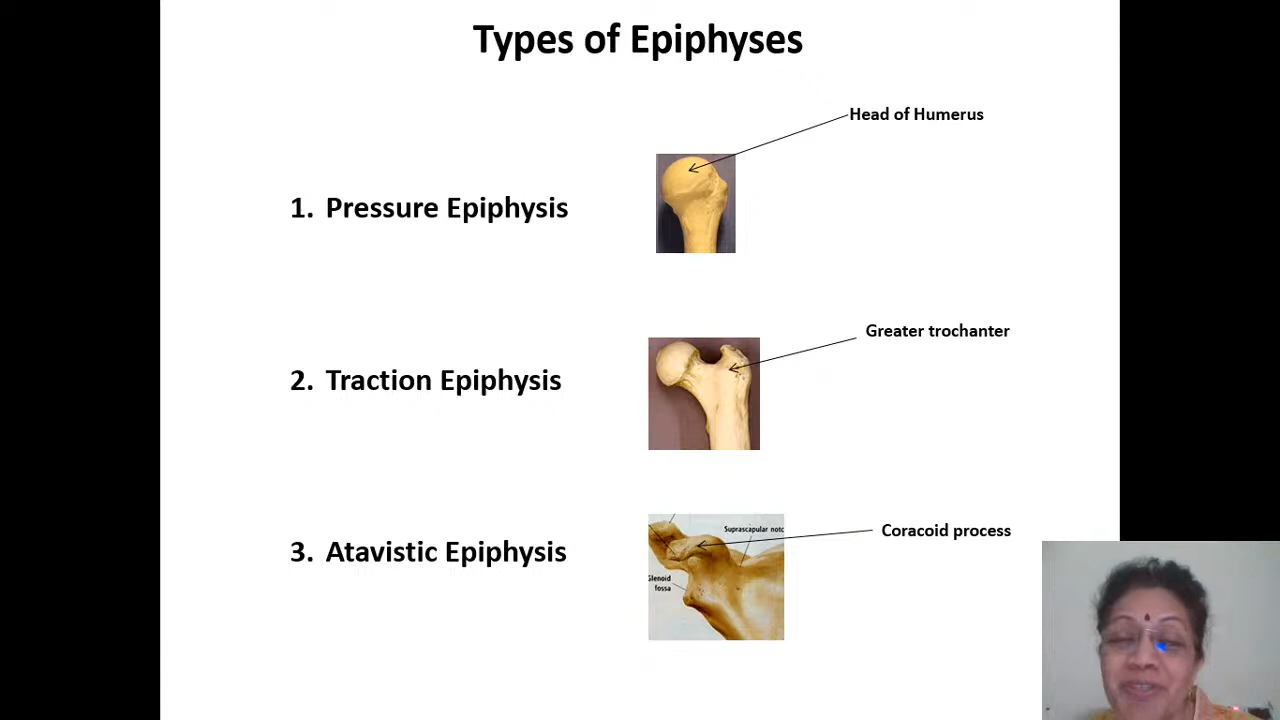 Types of Epiphyses
Head of Humerus
1. Pressure Epiphysis
Greater trochanter
2. Traction Epiphysis
Suprascapular notc
Coracoid process
3. Atavistic Epiphysis
Glenoid
fossa